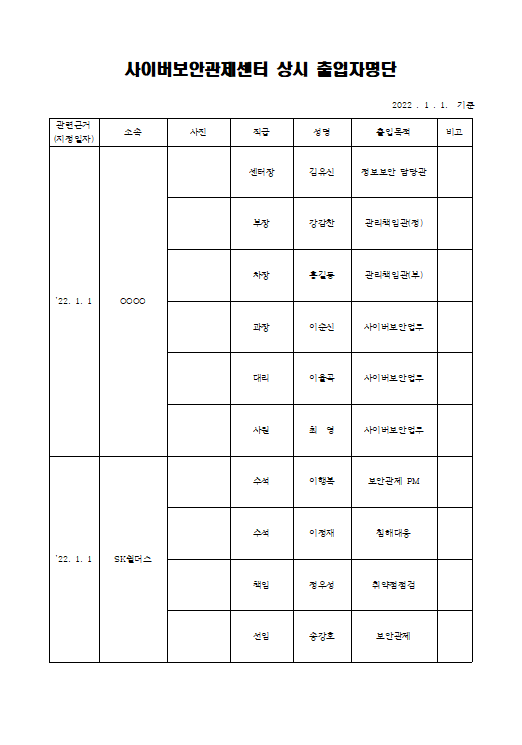 사이버보안관제센터 상시 출입자명단
2022 . 1 . 1. 기준
관련근거
(지정일자)
소속
사진
직급
성명
출입목적
비고
'22. 1. 1
OOOO
센터장
김유신
정보보안 담당관
부장
강감찬
관리책임관(정)
차장
홍길동
관리책임관(부)
과장
이순신
사이버보안업무
대리
이율곡
사이버보안업무
사원
최 영
사이버보안업무
'22. 1. 1
SK쉴더스
수석
이행복
보안관제 PM
수석
이정재
침해대응
책임
정우성
취약점점검
선임
송강호
보안관제